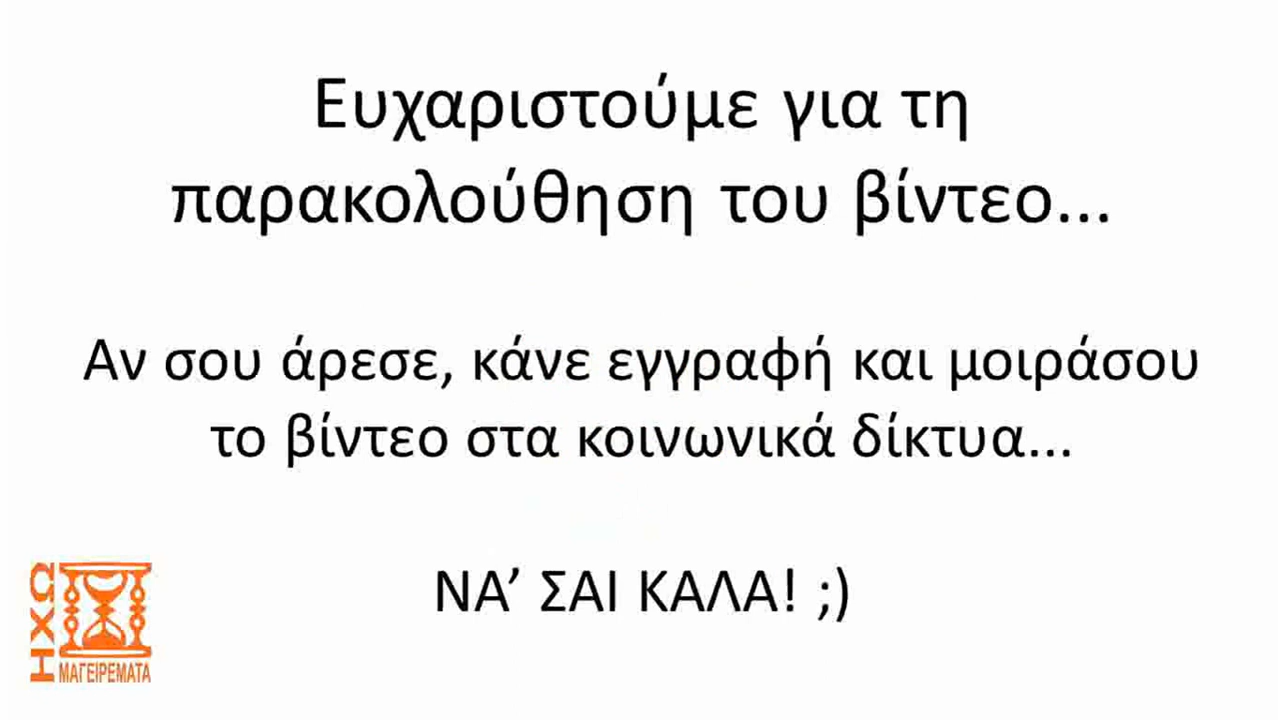 Ευχαριστούμε για τη
παρακολούθηση του βίντεο...
Αν σου άρεσε, κάνε εγγραφή και μοιράσου
το βίντεο στα κοινωνικά δίκτυα...
ΝΑ’ ΣΑΙ ΚΑΛΑ! ;)
ΗΧΩ
ΜΑΓΕΙΡΕΜΑΤΑ